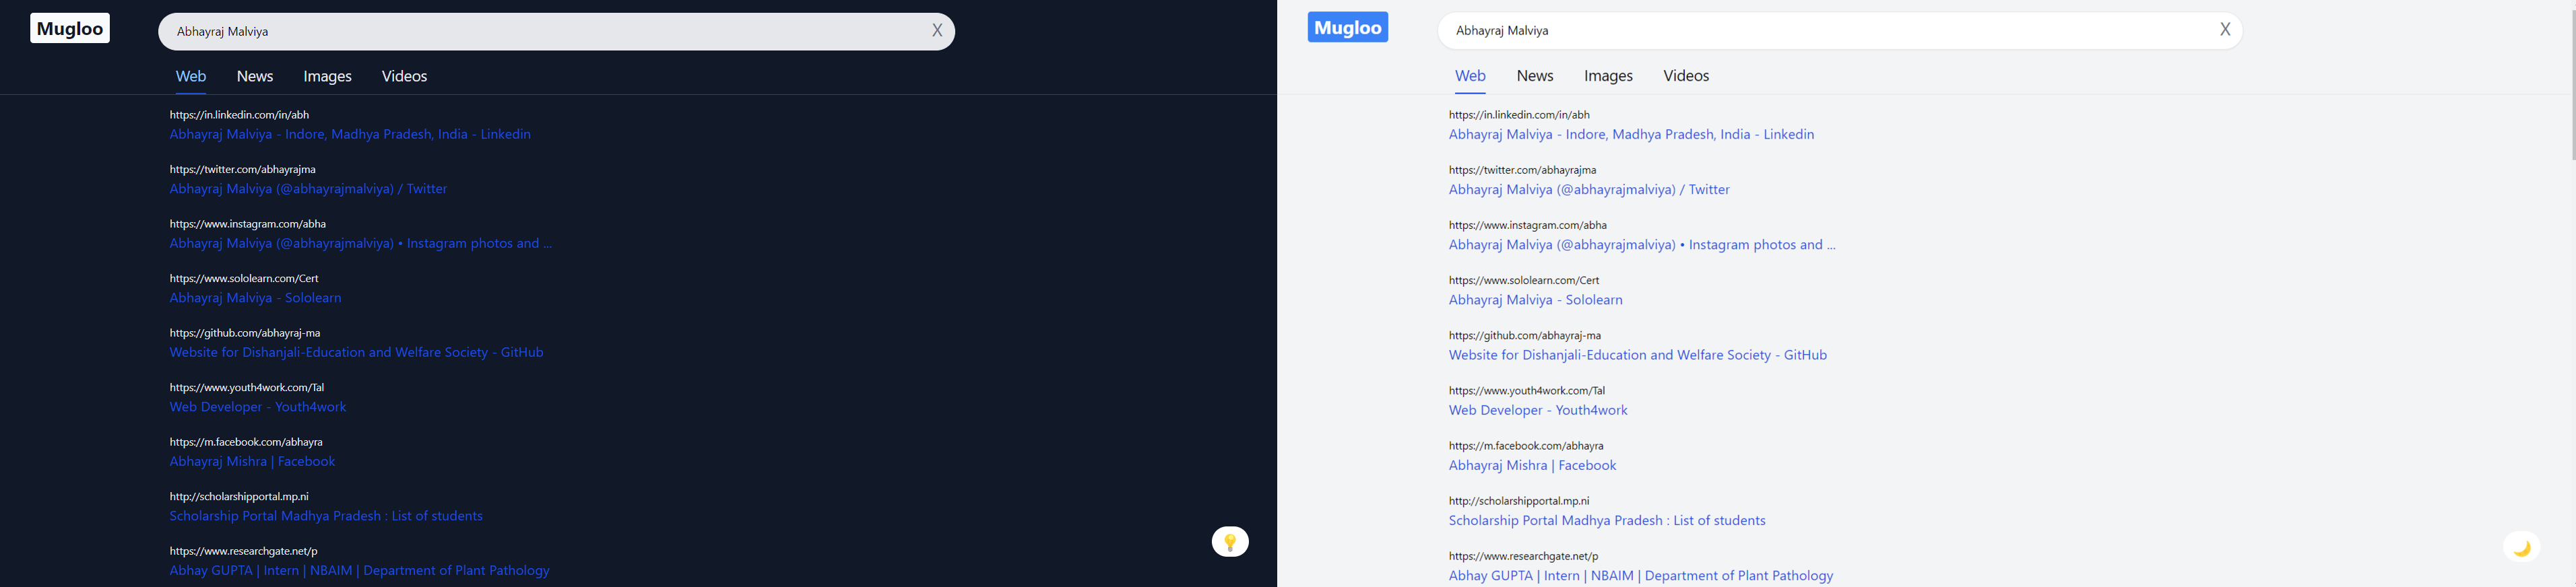 Mugloo
Abhayraj Malviya
X
Web News Images Videos
https://in.linkedin.com/in/abh
Abhayraj Malviya - Indore, Madhya Pradesh, India - Linkedin
https://twitter.com/abhayrajma
Abhayraj Malviya (@abhayrajmalviya) / Twitter
https://www.instagram.com/abha
Abhayraj Malviya (@abhayrajmalviya) • Instagram photos and ...
https://www.sololearn.com/Cert
Abhayraj Malviya - Sololearn
https://github.com/abhayraj-ma
Website for Dishanjali-Education and Welfare Society - GitHub
https://www.youth4work.com/Tal
Web Developer - Youth4work
https://m.facebook.com/abhayra
Abhayraj Mishra | Facebook
http://scholarshipportal.mp.ni
Scholarship Portal Madhya Pradesh : List of students
https://www.researchgate.net/p
Abhay GUPTA | Intern | NBAIM | Department of Plant Pathology
Mugloo
Abhayraj Malviya
X
Web News Images Videos
https://in.linkedin.com/in/abh
Abhayraj Malviya - Indore, Madhya Pradesh, India - Linkedin
https://twitter.com/abhayrajma
Abhayraj Malviya (@abhayrajmalviya) / Twitter
https://www.instagram.com/abha
Abhayraj Malviya (@abhayrajmalviya) • Instagram photos and ...
https://www.sololearn.com/Cert
Abhayraj Malviya - Sololearn
https://github.com/abhayraj-ma
Website for Dishanjali-Education and Welfare Society - GitHub
https://www.youth4work.com/Tal
Web Developer - Youth4work
https://m.facebook.com/abhayra
Abhayraj Mishra | Facebook
http://scholarshipportal.mp.ni
Scholarship Portal Madhya Pradesh : List of students
https://www.researchgate.net/p
Abhay GUPTA | Intern | NBAIM | Department of Plant Pathology